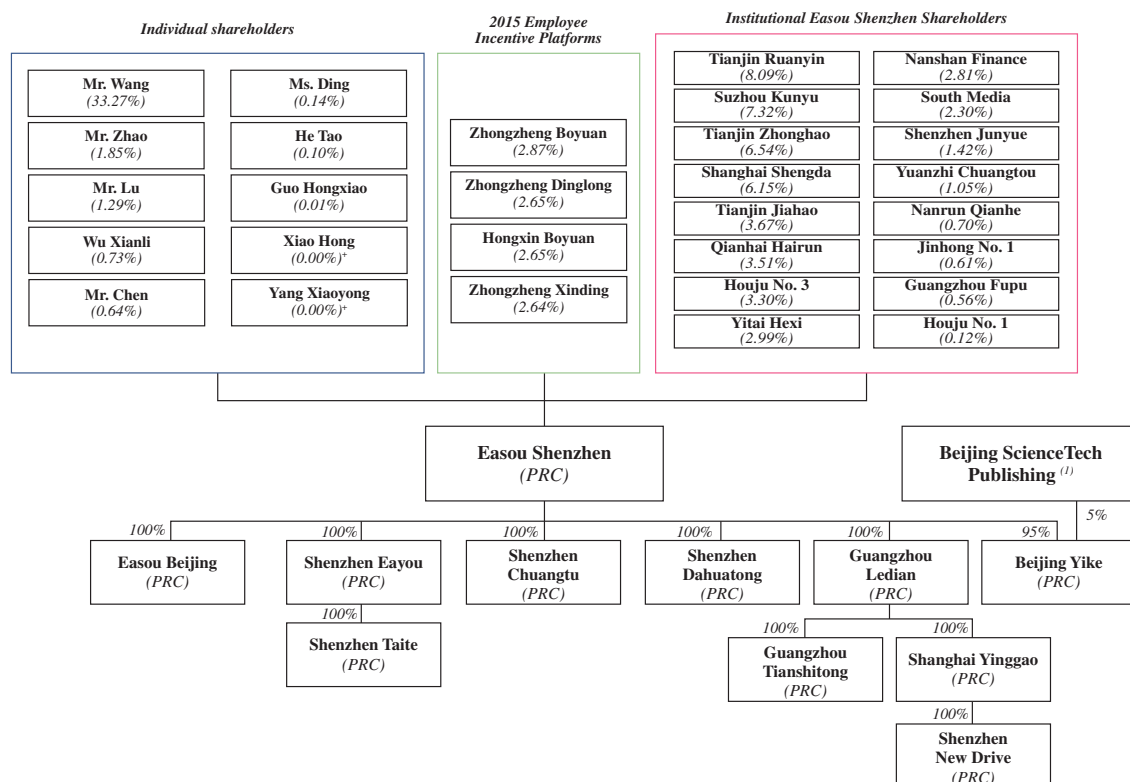 Individual shareholders
2015 Employee
Incentive Platforms
Institutional Easou Shenzhen Shareholders
Mr. Wang
(33.27%)
Ms. Ding
(0.14%)
Mr. Zhao
(1.85%)
He Tao
(0.10%)
Mr. Lu
(1.29%)
Guo Hongxiao
(0.01%)
Wu Xianli
(0.73%)
Xiao Hong
(0.00%)+
Mr. Chen
(0.64%)
Yang Xiaoyong
(0.00%)+
Zhongzheng Boyuan
(2.87%)
Zhongzheng Dinglong
(2.65%)
Hongxin Boyuan
(2.65%)
Zhongzheng Xinding
(2.64%)
Tianjin Ruanyin
(8.09%)
Nanshan Finance
(2.81%)
Suzhou Kunyu
(7.32%)
South Media
(2.30%)
Tianjin Zhonghao
(6.54%)
Shenzhen Junyue
(1.42%)
Shanghai Shengda
(6.15%)
Yuanzhi Chuangtou
(1.05%)
Tianjin Jiahao
(3.67%)
Nanrun Qianhe
(0.70%)
Qianhai Hairun
(3.51%)
Jinhong No. 1
(0.61%)
Houju No. 3
(3.30%)
Guangzhou Fupu
(0.56%)
Yitai Hexi
(2.99%)
Houju No. 1
(0.12%)
Easou Shenzhen
(PRC)
Beijing ScienceTech
Publishing (1)
100%
100%
100%
100%
100%
95%
5%
Easou Beijing
(PRC)
Shenzhen Eayou
(PRC)
Shenzhen
Chuangtu
(PRC)
Shenzhen
Dahuatong
(PRC)
Guangzhou
Ledian
(PRC)
Beijing Yike
(PRC)
100%
100%
100%
Shenzhen Taite
(PRC)
Guangzhou
Tianshitong
(PRC)
Shanghai Yinggao
(PRC)
100%
Shenzhen
New Drive
(PRC)